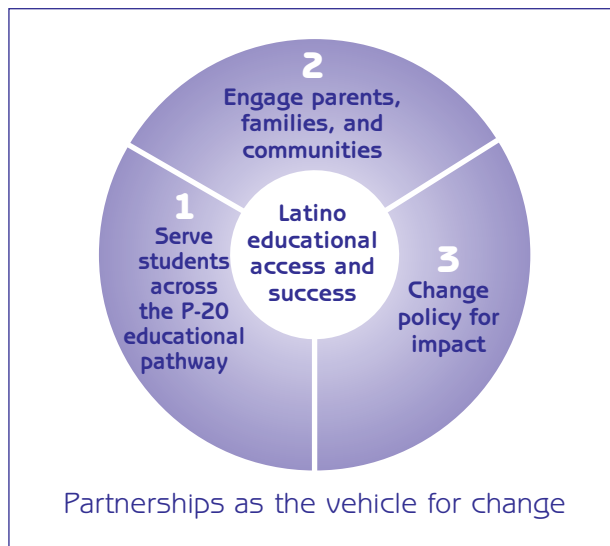 2
Engage parents,
families, and
communities
1
Serve
students
across
the P-20
educational
pathway
Latino
educational
access and
success
3
Change
policy for
impact
Partnerships as the vehicle for change